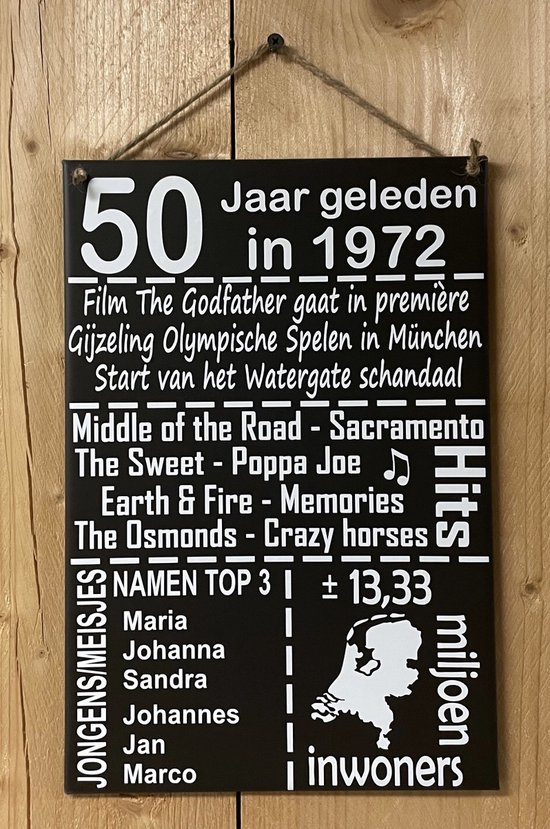 50 Jaar geleden
in 1972
Film The Godfather gaat in première
Gijzeling Olympische Spelen in München
Start van het Watergate schandaal
Middle of the Road - Sacramento
The Sweet - Poppa Joe
Earth & Fire - Memories
The Osmonds - Crazy horses
Hits
JONGENS/MEISJES
NAMEN TOP 3
Maria
Johanna
Sandra
Johannes
Jan
Marco
± 13,33
miljoen
inwoners